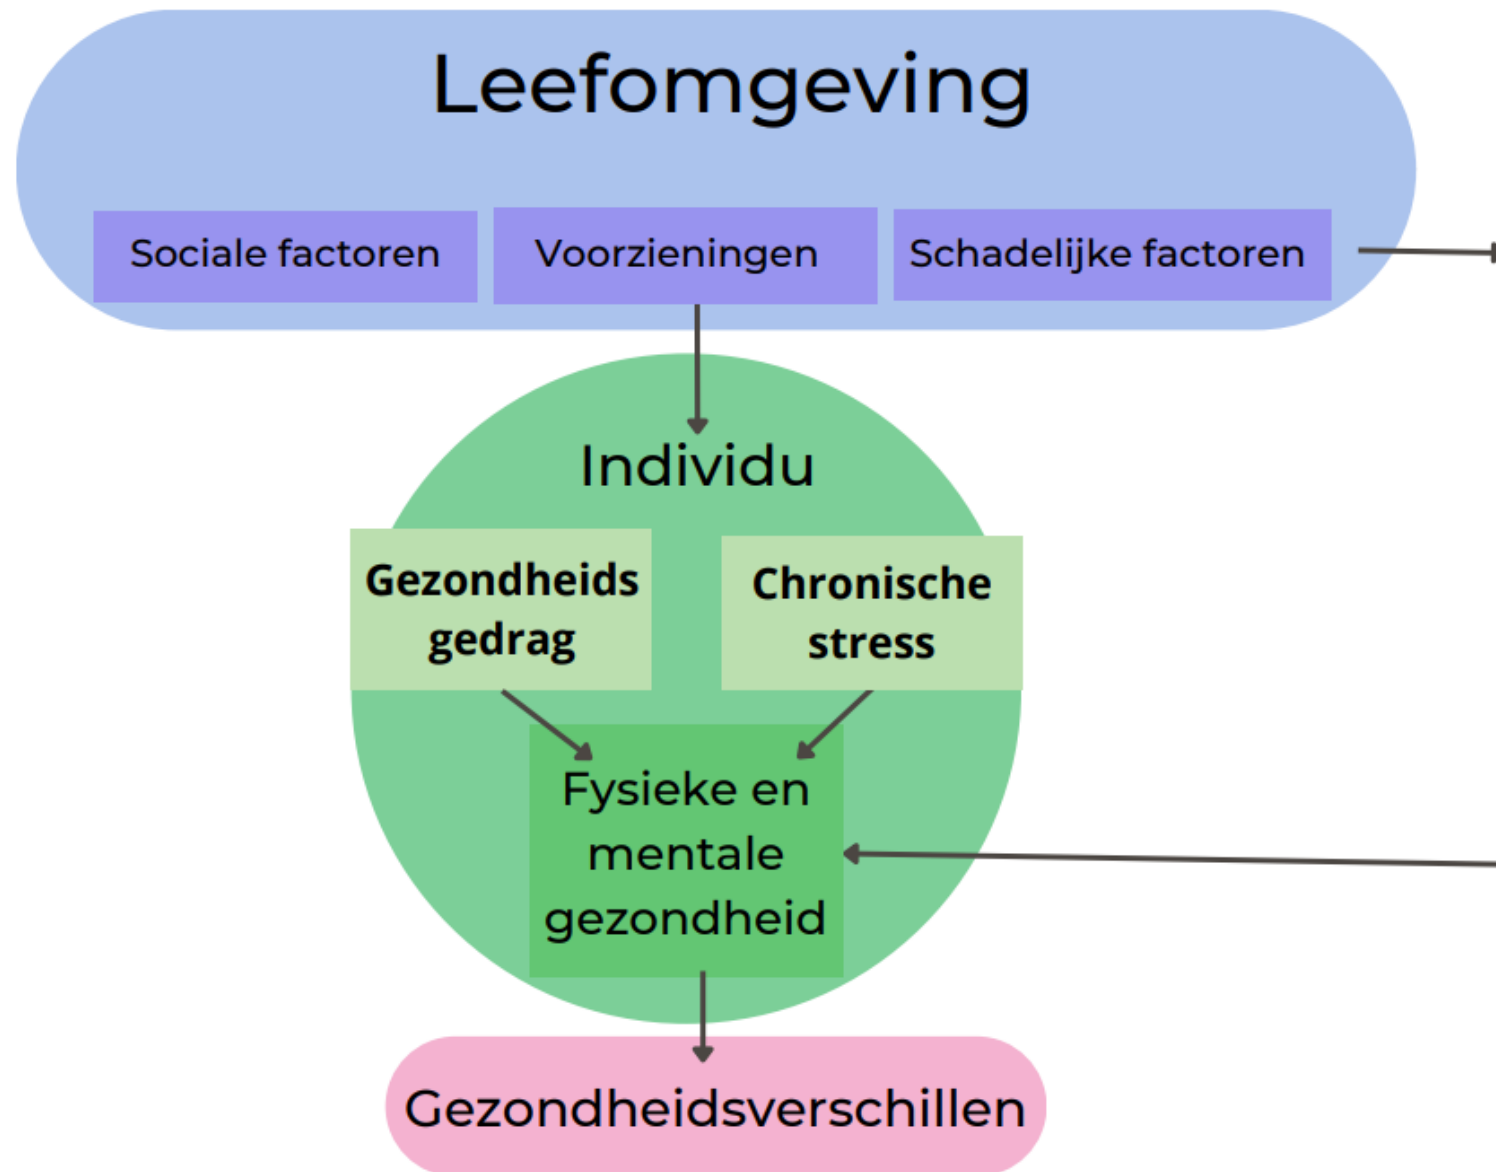 Leefomgeving
Sociale factoren
Voorzieningen
Schadelijke factoren
Individu
Gezondheids
gedrag
Chronische
stress
Fysieke en
mentale
gezondheid
Gezondheidsverschillen